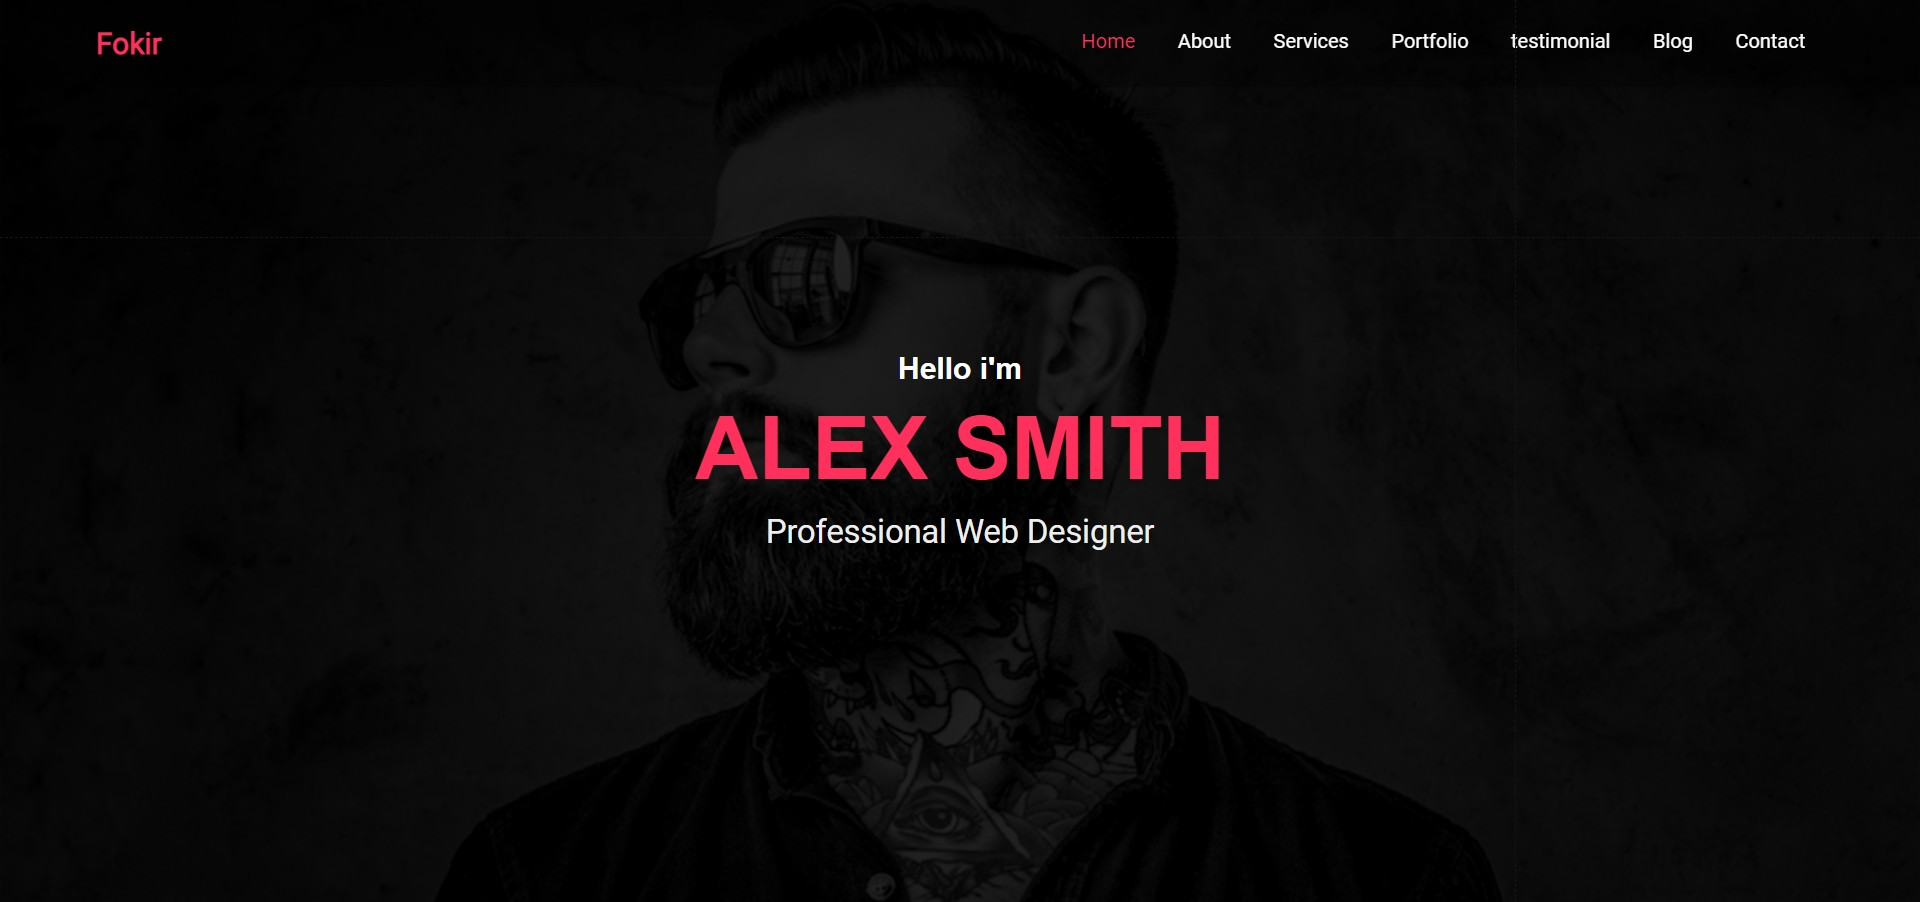 Fokir
Home About Services Portfolio testimonial Blog Contact
Hello i'm
ALEX SMITH
Professional Web Designer